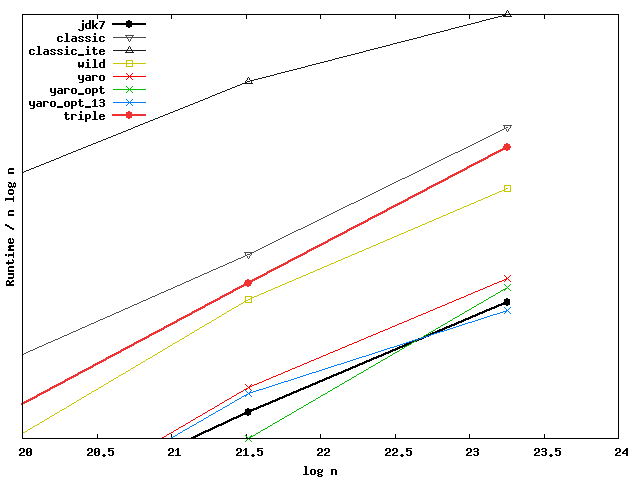 jdk7
classic
classic_ite
wild
yaro
yaro_opt
yaro_opt_13
triple
Runtime / n log n
20 20.5 21 21.5 22 22.5 23 23.5 24
log n